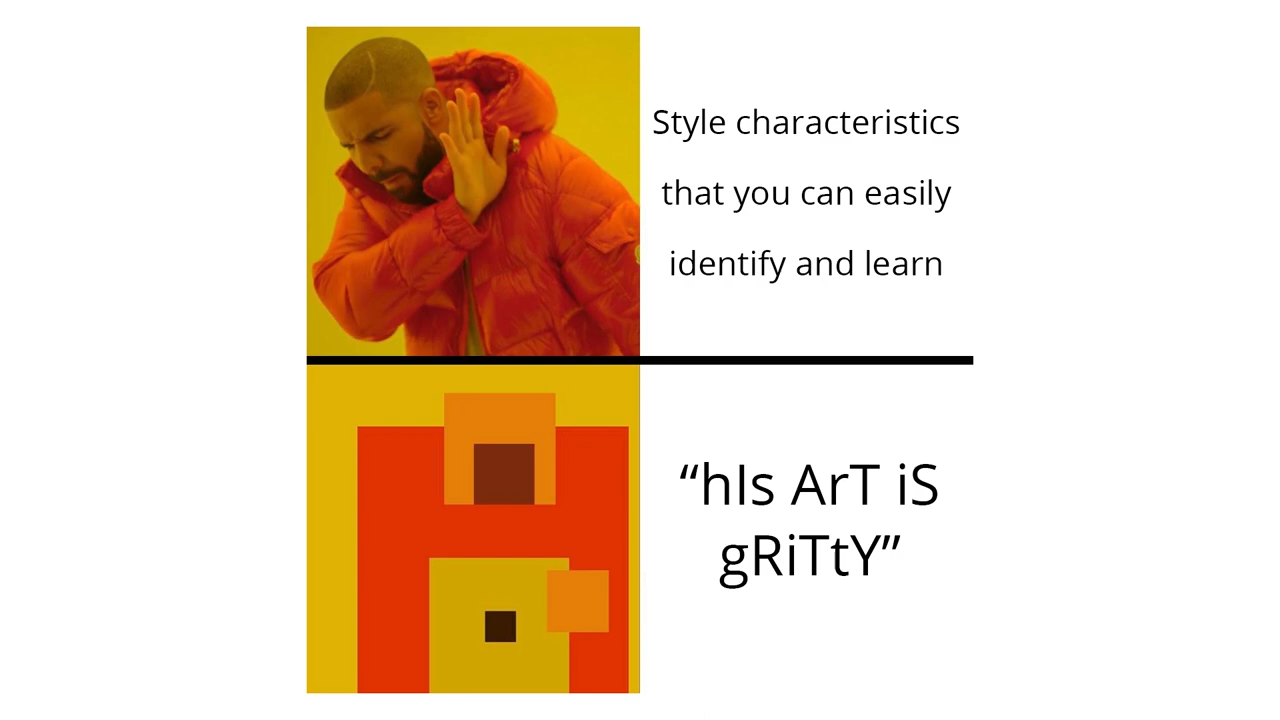 Style characteristics
that you can easily
identify and learn
“hIs ArT iS
gRiTtY”